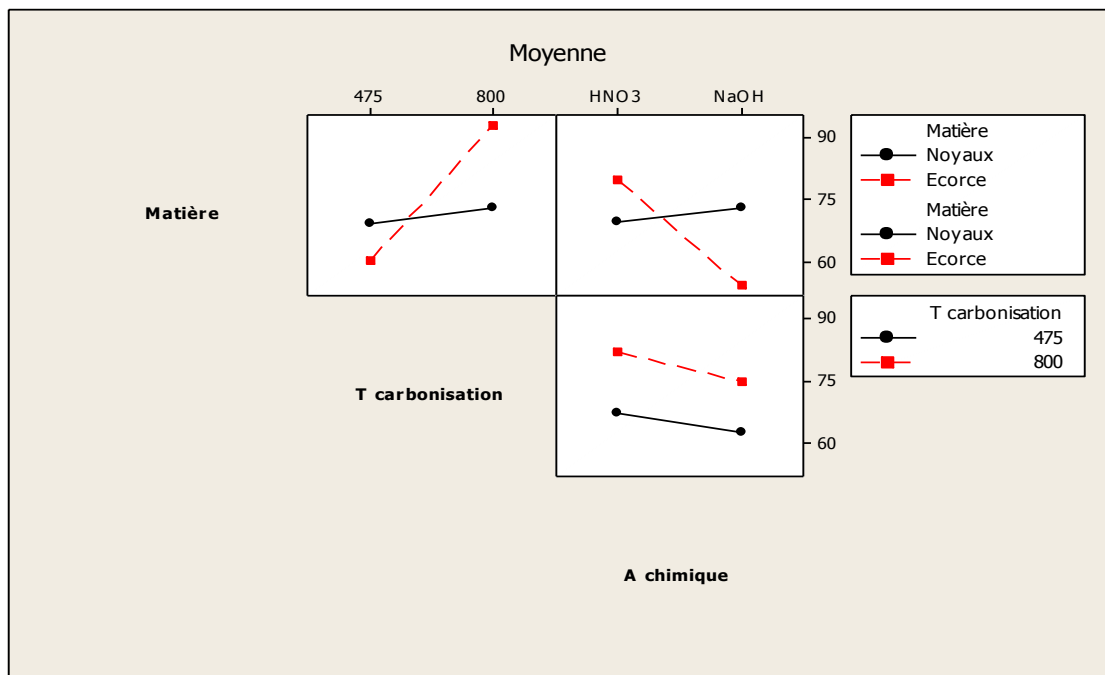 Moyenne
475 800 HNO3 NaOH
90
75
60
Matière
Matière
Noyaux
Ecorce
Matière
Noyaux
Ecorce
90
75
60
T carbonisation
T carbonisation
475
800
A chimique